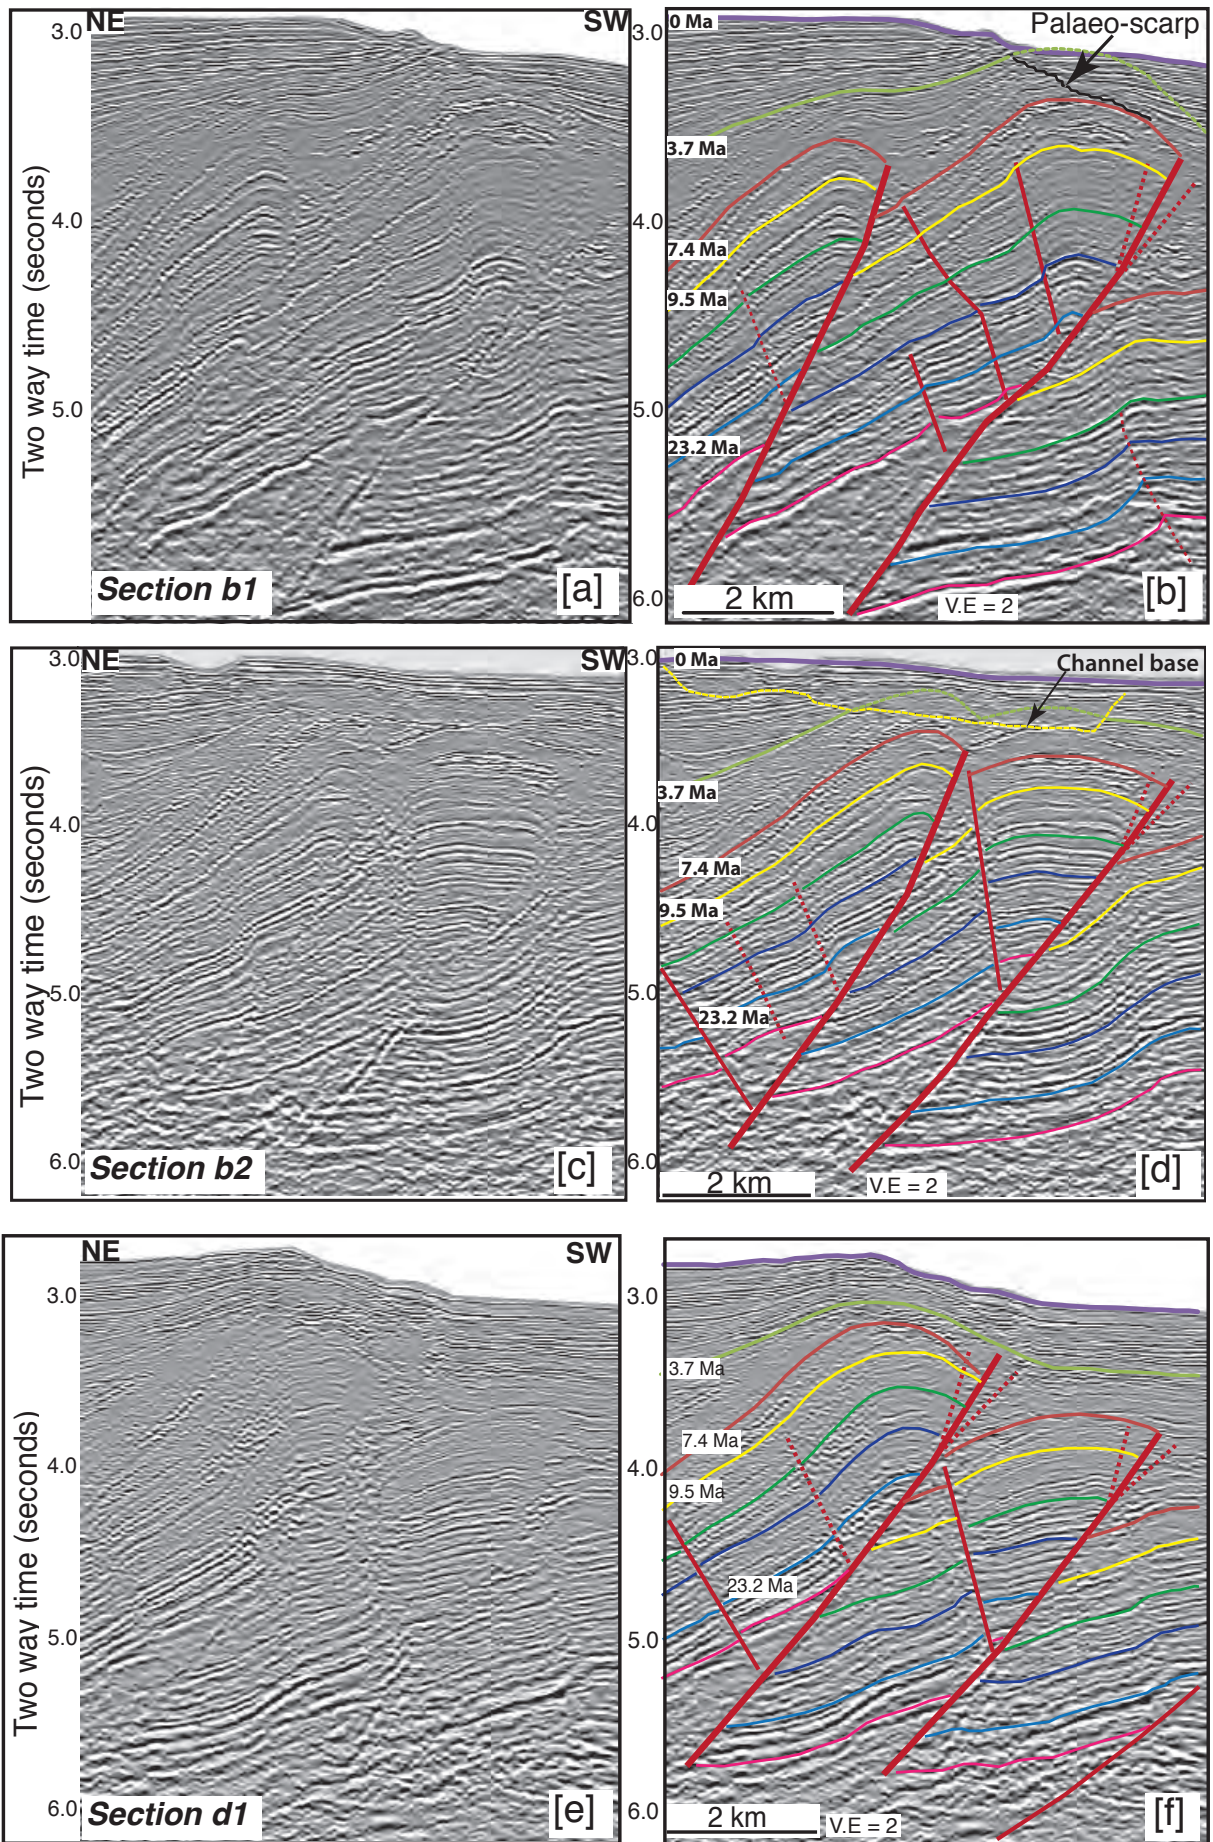 NE
SW
3.0
4.0
5.0
Two way time (seconds)
Section b1
[a]
3.0
4.0
5.0
6.0
0 Ma
Palaeo-scarp
3.7 Ma
7.4 Ma
9.5 Ma
23.2 Ma
2 km
V.E = 2
[b]
NE
SW
3.0
4.0
5.0
6.0
Two way time (seconds)
Section b2
[c]
3.0
4.0
5.0
6.0
0 Ma
Channel base
3.7 Ma
7.4 Ma
9.5 Ma
23.2 Ma
2 km
V.E = 2
[d]
NE
SW
3.0
4.0
5.0
6.0
Two way time (seconds)
Section d1
[e]
3.0
4.0
5.0
6.0
3.7 Ma
7.4 Ma
9.5 Ma
23.2 Ma
2 km
V.E = 2
[f]